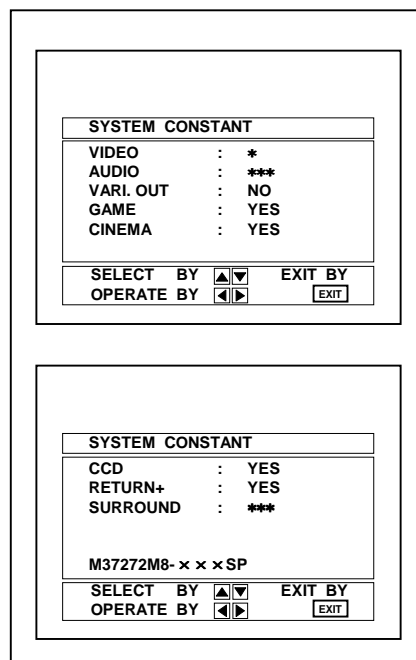 SYSTEM CONSTANT
VIDEO : *
AUDIO : ***
VARI. OUT : NO
GAME : YES
CINEMA : YES
SELECT BY ▲▼ EXIT BY
OPERATE BY ◀▶ EXIT
SYSTEM CONSTANT
CCD : YES
RETURN+ : YES
SURROUND : ***
M37272M8-×××SP
SELECT BY ▲▼ EXIT BY
OPERATE BY ◀▶ EXIT